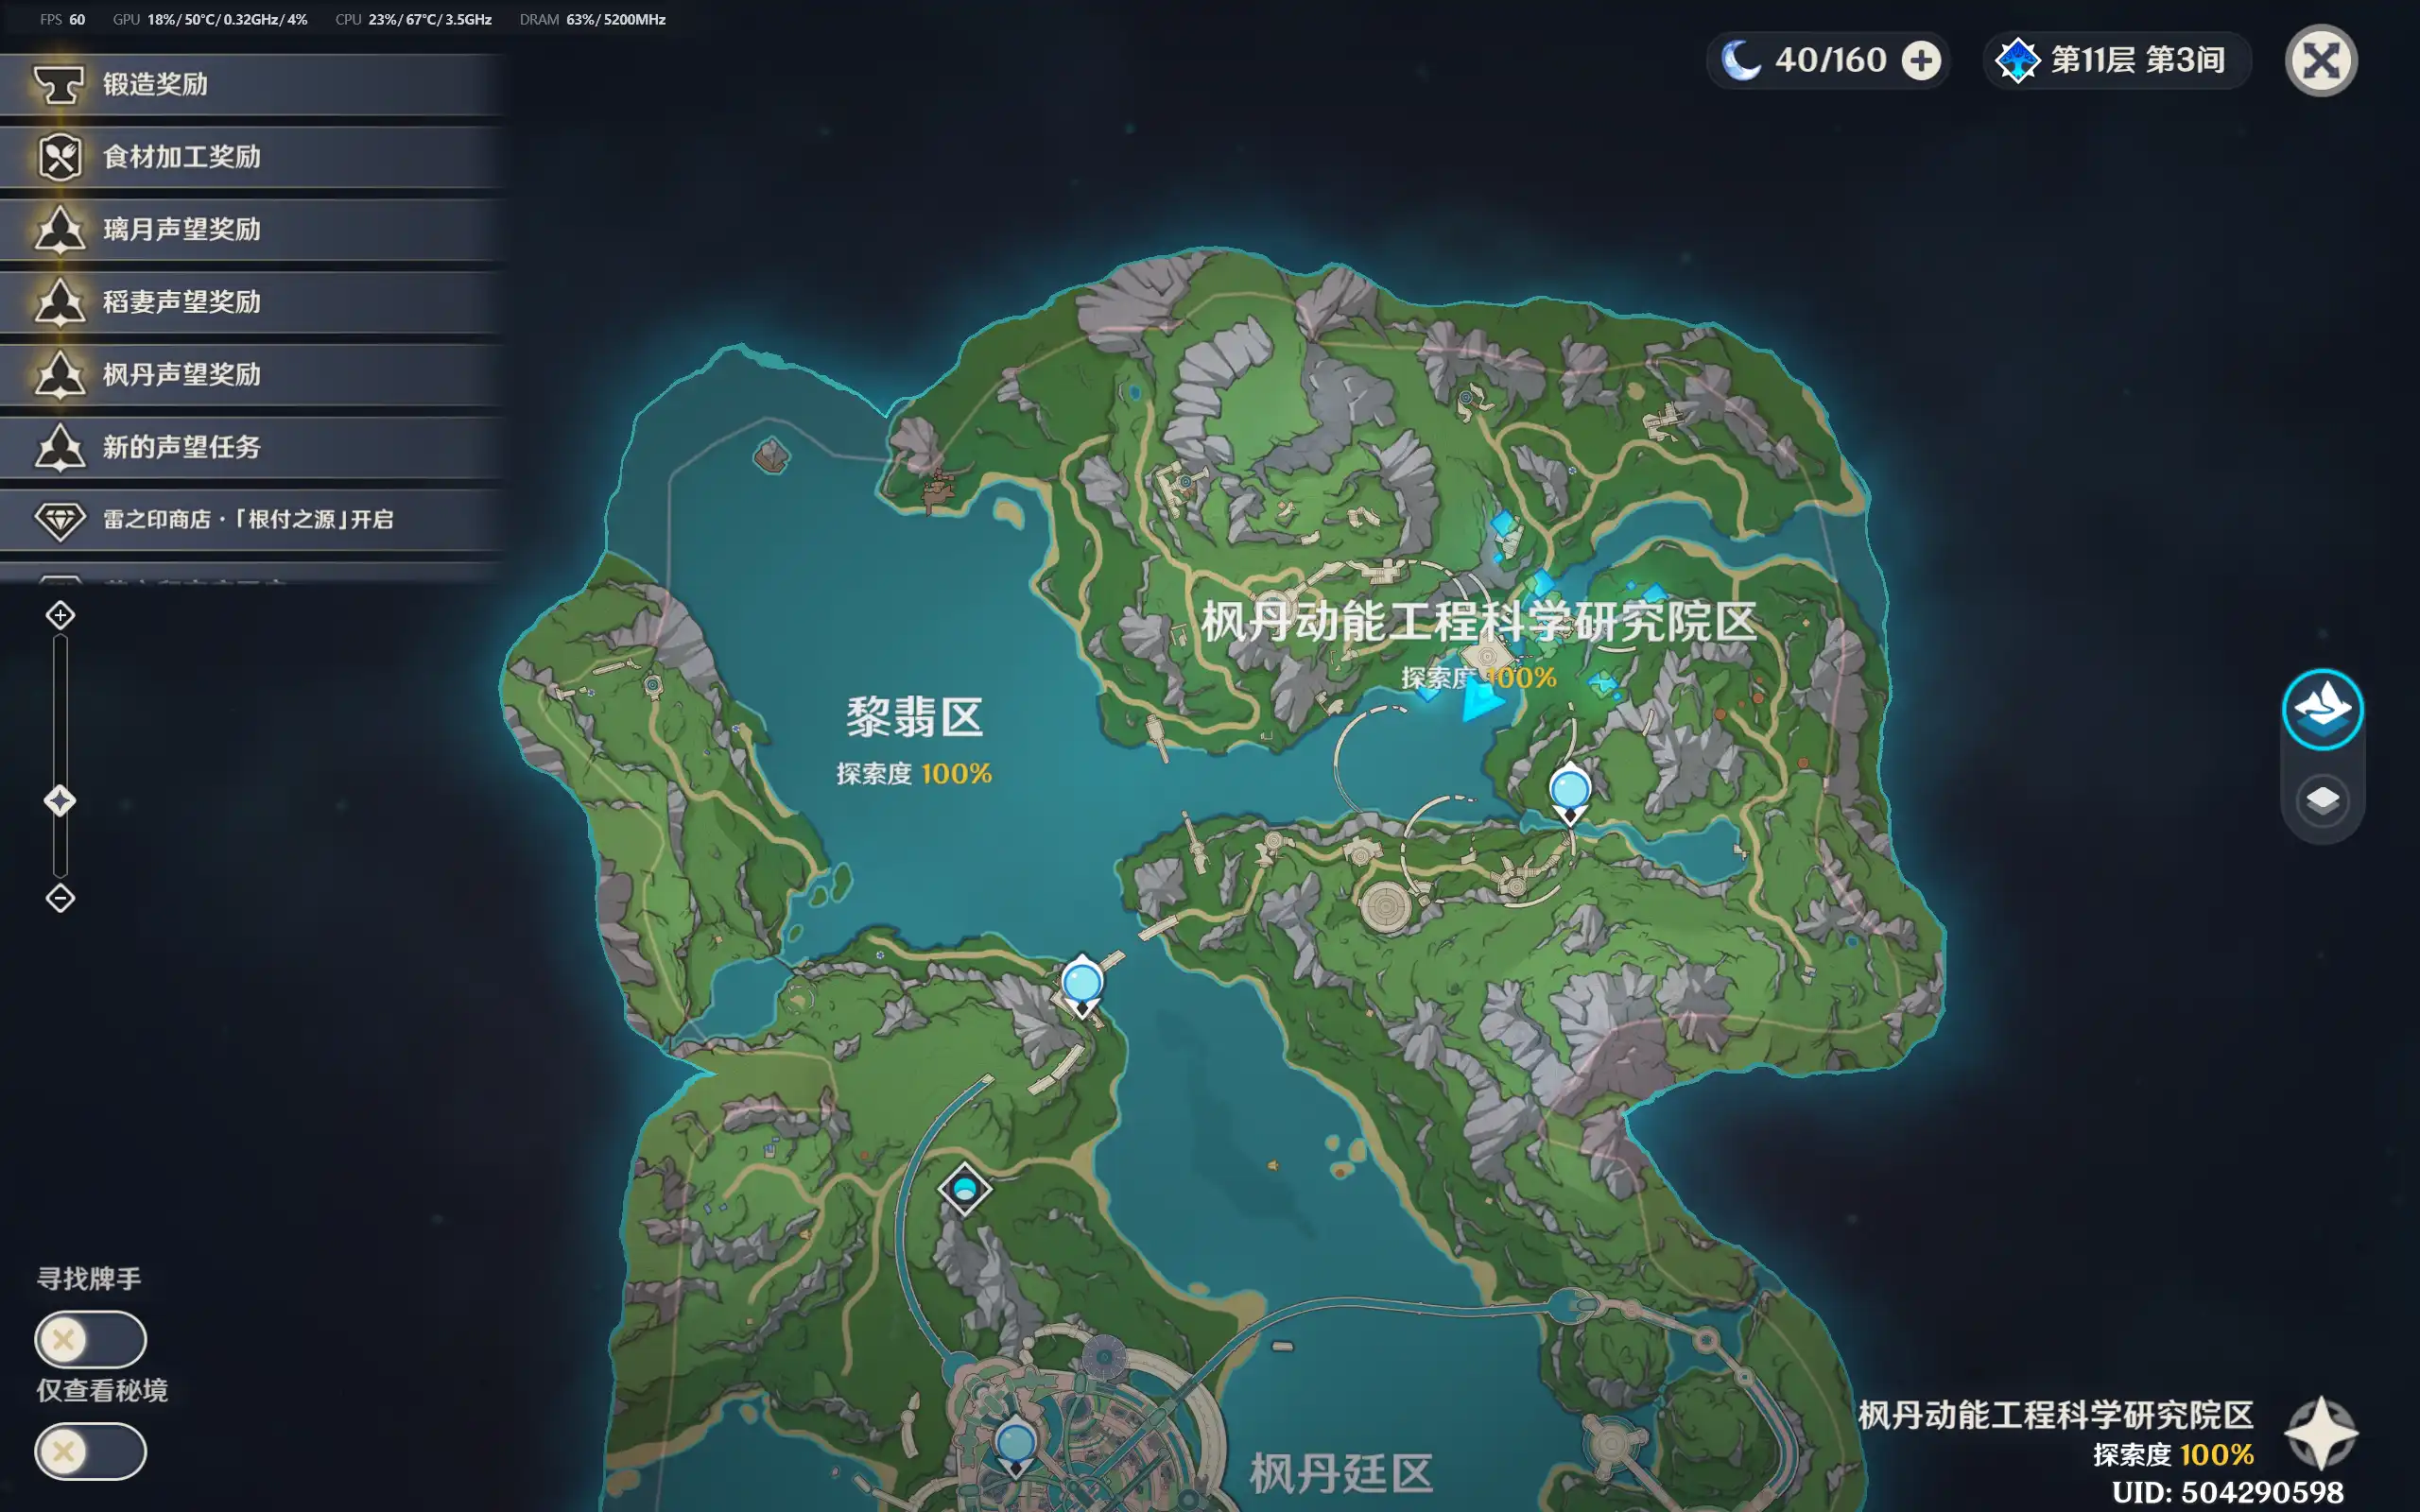 FPS 60 GPU 18%/50°C/0.32GHz/4% CPU 23%/67°C/3.5GHz DRAM 63%/5200MHz
40/160
第11层 第3间
锻造奖励
食材加工奖励
璃月声望奖励
稻妻声望奖励
枫丹声望奖励
新的声望任务
雷之印商店·「根付之源」开启
枫丹动能工程科学研究院区
探索度 100%
黎翡区
探索度 100%
寻找牌手
仅查看秘境
枫丹廷区
枫丹动能工程科学研究院区
探索度 100%
UID: 504290598